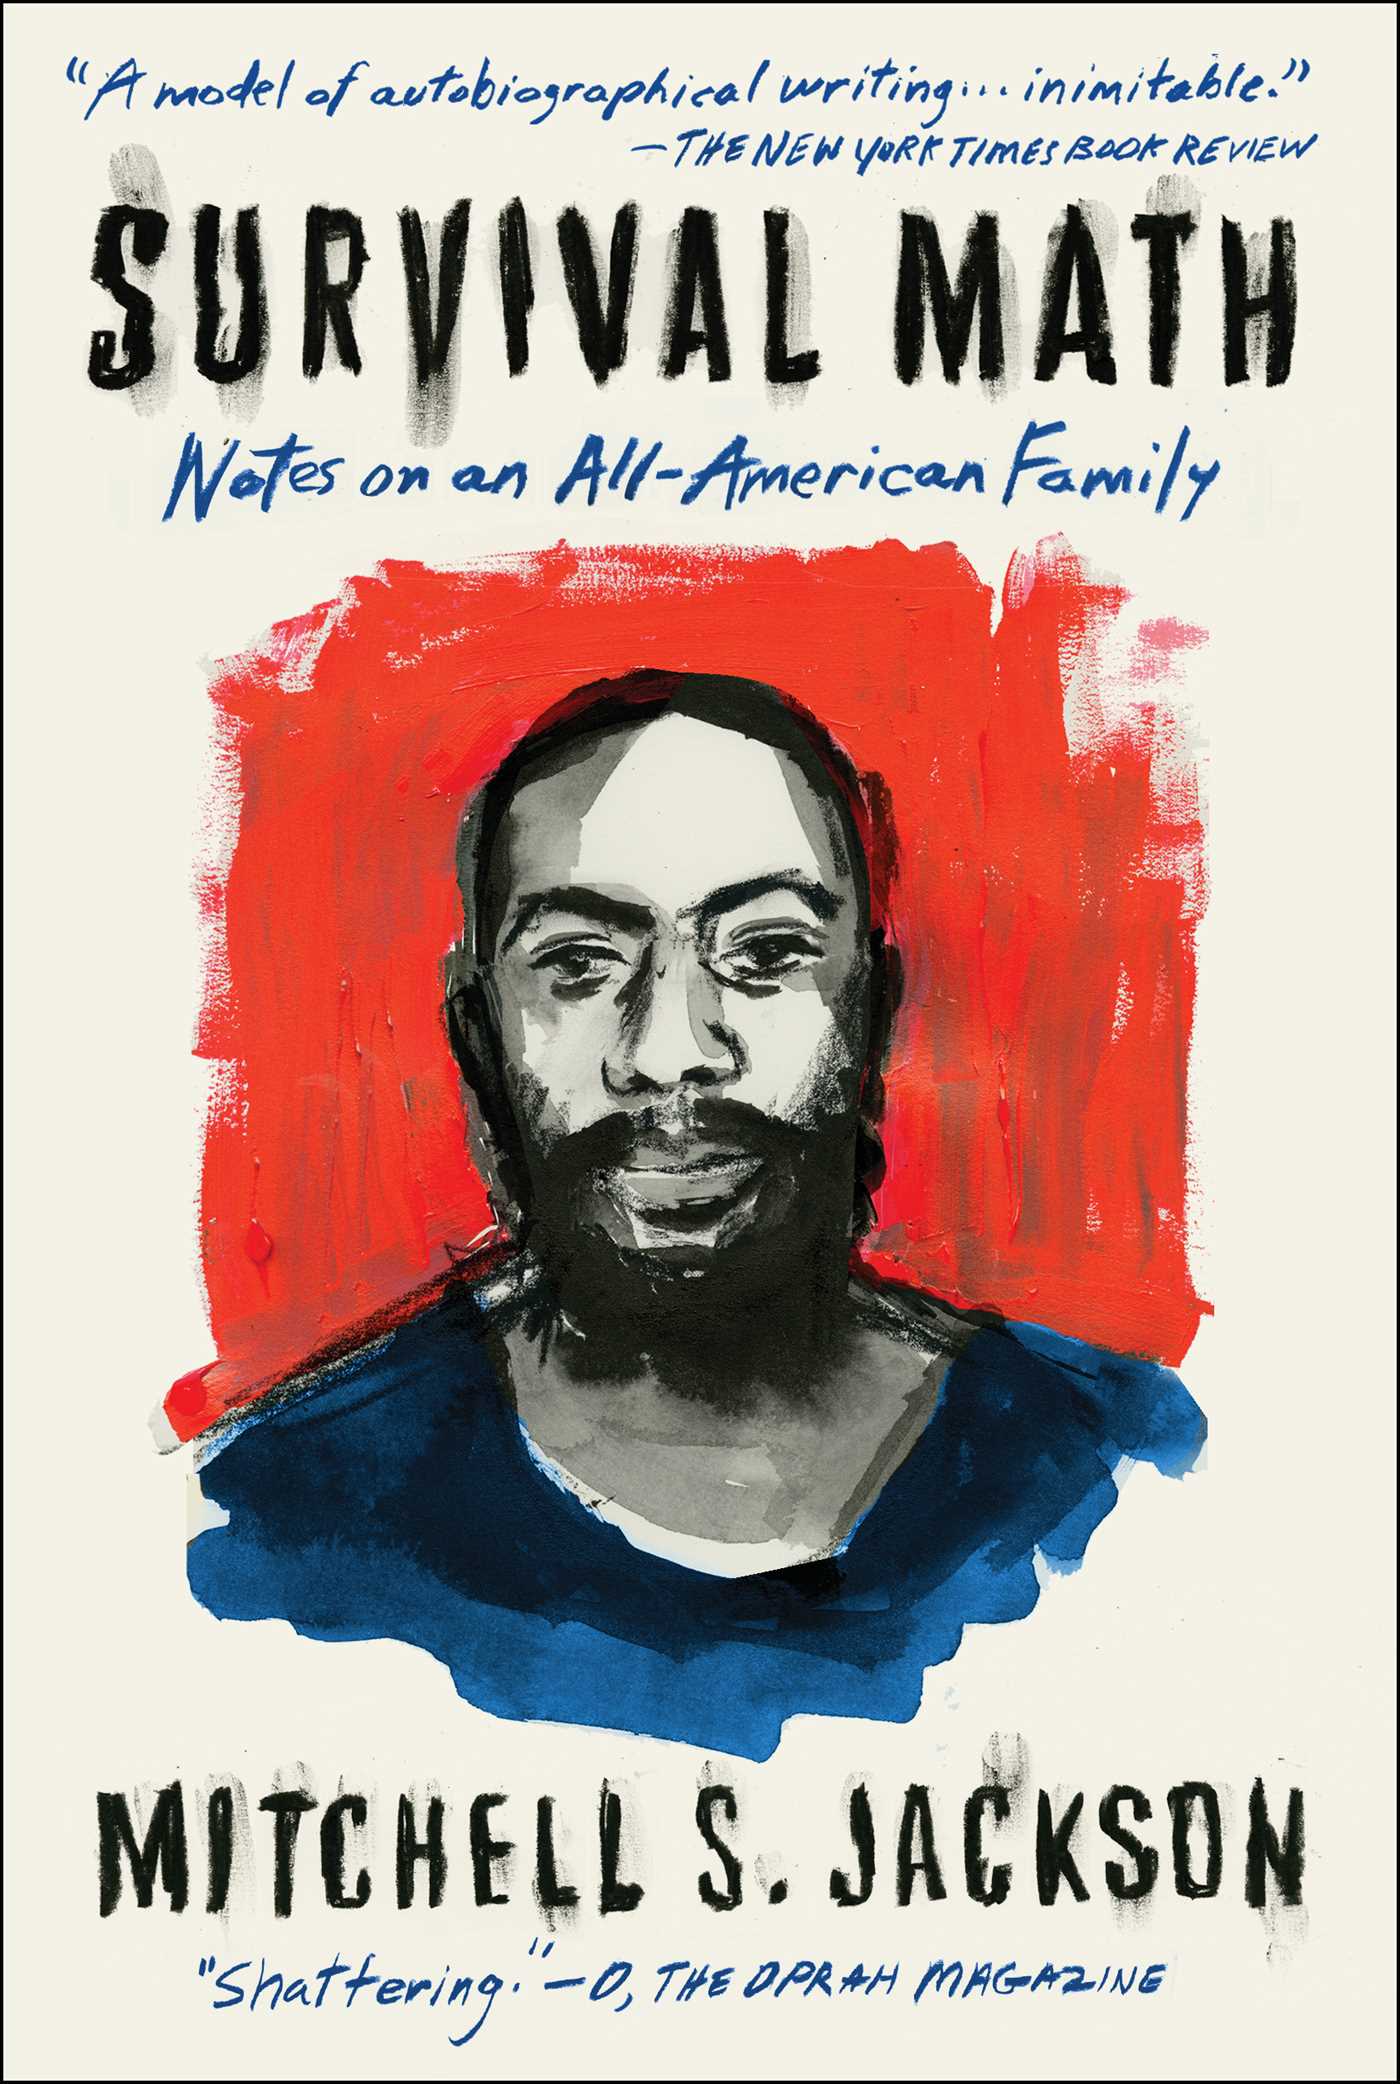 “A model of autobiographical writing... inimitable.”
—THE NEW YORK TIMES BOOK REVIEW
SURVIVAL MATH
Notes on an All-American Family
MITCHELL S. JACKSON
“Shattering.”—O, THE OPRAH MAGAZINE